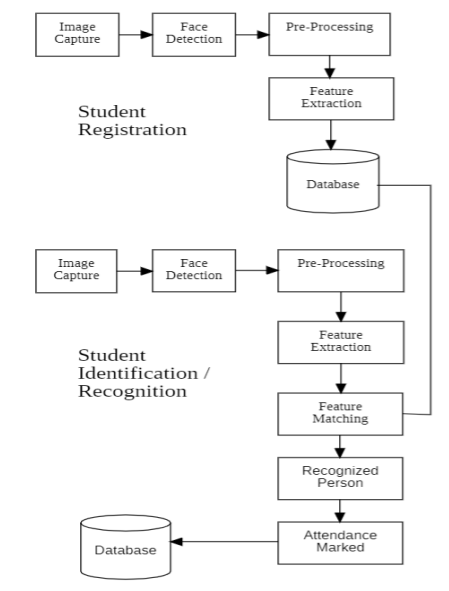 Image
Capture
Face
Detection
Pre-Processing
Feature
Extraction
Student
Registration
Database
Image
Capture
Face
Detection
Pre-Processing
Feature
Extraction
Student
Identification /
Recognition
Feature
Matching
Recognized
Person
Attendance
Marked
Database